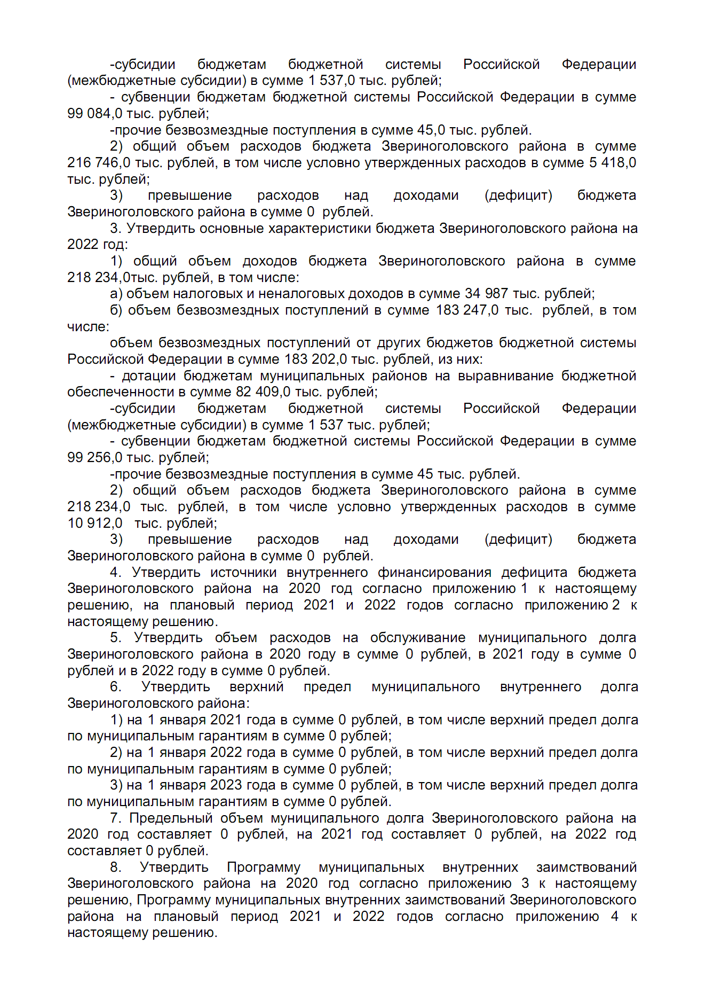 -субсидии бюджетам бюджетной системы Российской Федерации
(межбюджетные субсидии) в сумме 1 537,0 тыс. рублей;
- субвенции бюджетам бюджетной системы Российской Федерации в сумме
99 084,0 тыс. рублей;
-прочие безвозмездные поступления в сумме 45,0 тыс. рублей.
2) общий объем расходов бюджета Звериноголовского района в сумме
216 746,0 тыс. рублей, в том числе условно утвержденных расходов в сумме 5 418,0
тыс. рублей;
3) превышение расходов над доходами (дефицит) бюджета
Звериноголовского района в сумме 0 рублей.
3. Утвердить основные характеристики бюджета Звериноголовского района на
2022 год:
1) общий объем доходов бюджета Звериноголовского района в сумме
218 234,0тыс. рублей, в том числе:
а) объем налоговых и неналоговых доходов в сумме 34 987 тыс. рублей;
б) объем безвозмездных поступлений в сумме 183 247,0 тыс. рублей, в том
числе:
объем безвозмездных поступлений от других бюджетов бюджетной системы
Российской Федерации в сумме 183 202,0 тыс. рублей, из них:
- дотации бюджетам муниципальных районов на выравнивание бюджетной
обеспеченности в сумме 82 409,0 тыс. рублей;
-субсидии бюджетам бюджетной системы Российской Федерации
(межбюджетные субсидии) в сумме 1 537 тыс. рублей;
- субвенции бюджетам бюджетной системы Российской Федерации в сумме
99 256,0 тыс. рублей;
-прочие безвозмездные поступления в сумме 45 тыс. рублей.
2) общий объем расходов бюджета Звериноголовского района в сумме
218 234,0 тыс. рублей, в том числе условно утвержденных расходов в сумме
10 912,0 тыс. рублей;
3) превышение расходов над доходами (дефицит) бюджета
Звериноголовского района в сумме 0 рублей.
4. Утвердить источники внутреннего финансирования дефицита бюджета
Звериноголовского района на 2020 год согласно приложению 1 к настоящему
решению, на плановый период 2021 и 2022 годов согласно приложению 2 к
настоящему решению.
5. Утвердить объем расходов на обслуживание муниципального долга
Звериноголовского района в 2020 году в сумме 0 рублей, в 2021 году в сумме 0
рублей и в 2022 году в сумме 0 рублей.
6. Утвердить верхний предел муниципального внутреннего долга
Звериноголовского района:
1) на 1 января 2021 года в сумме 0 рублей, в том числе верхний предел долга
по муниципальным гарантиям в сумме 0 рублей;
2) на 1 января 2022 года в сумме 0 рублей, в том числе верхний предел долга
по муниципальным гарантиям в сумме 0 рублей;
3) на 1 января 2023 года в сумме 0 рублей, в том числе верхний предел долга
по муниципальным гарантиям в сумме 0 рублей.
7. Предельный объем муниципального долга Звериноголовского района на
2020 год составляет 0 рублей, на 2021 год составляет 0 рублей, на 2022 год
составляет 0 рублей.
8. Утвердить Программу муниципальных внутренних заимствований
Звериноголовского района на 2020 год согласно приложению 3 к настоящему
решению, Программу муниципальных внутренних заимствований Звериноголовского
района на плановый период 2021 и 2022 годов согласно приложению 4 к
настоящему решению.